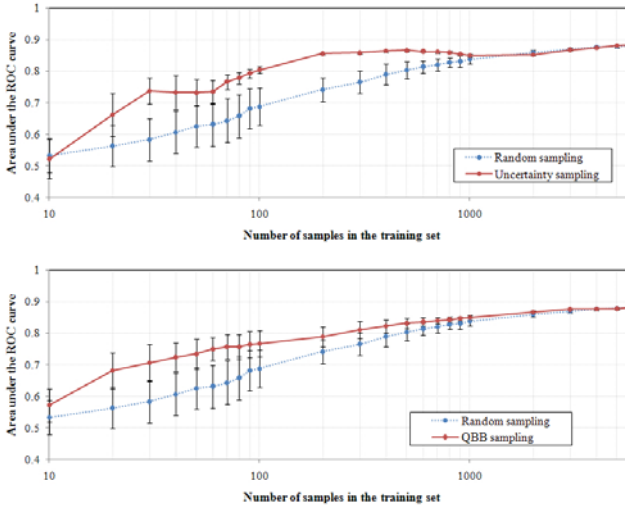 Area under the ROC curve
1
0.9
0.8
0.7
0.6
0.5
0.4
Random sampling
Uncertainty sampling
10
100
1000
Number of samples in the training set
Area under the ROC curve
1
0.9
0.8
0.7
0.6
0.5
0.4
Random sampling
QBB sampling
10
100
1000
Number of samples in the training set